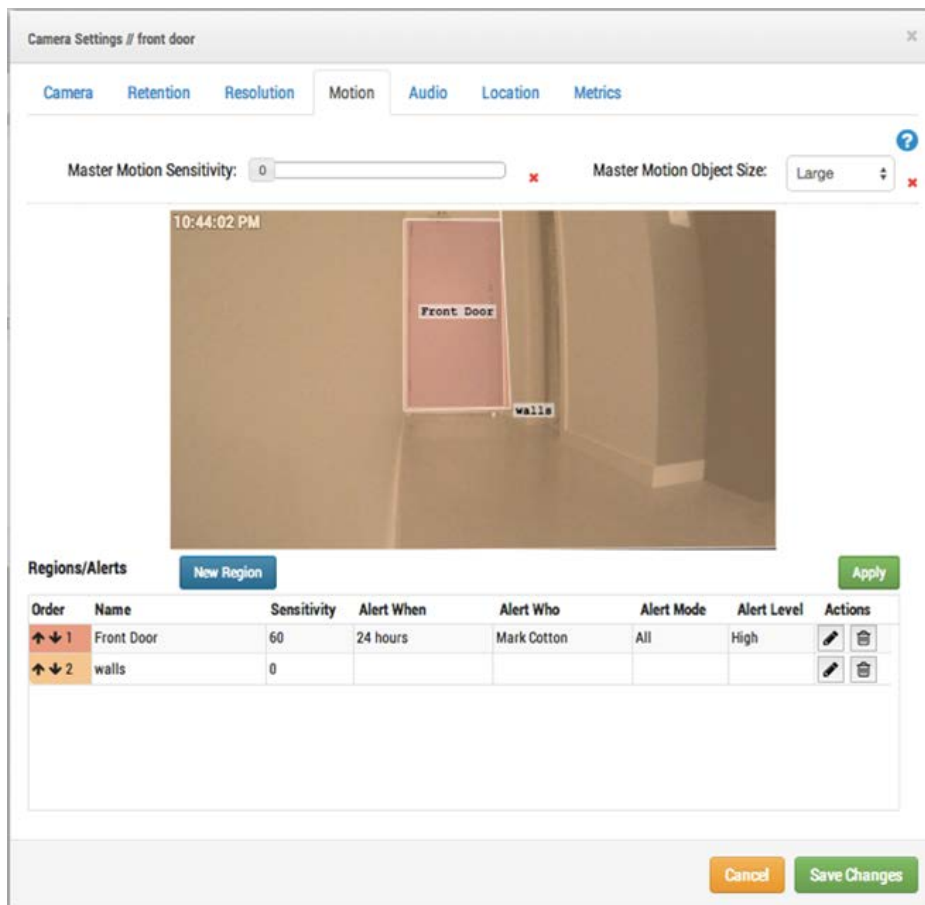 Camera Settings // front door
Camera Retention Resolution Motion Audio Location Metrics
Master Motion Sensitivity: 0 Master Motion Object Size: Large
10:44:02 PM
Front Door
walls
Regions/Alerts New Region Apply
Order Name Sensitivity Alert When Alert Who Alert Mode Alert Level Actions
1 Front Door 60 24 hours Mark Cotton All High
2 walls 0
Cancel Save Changes